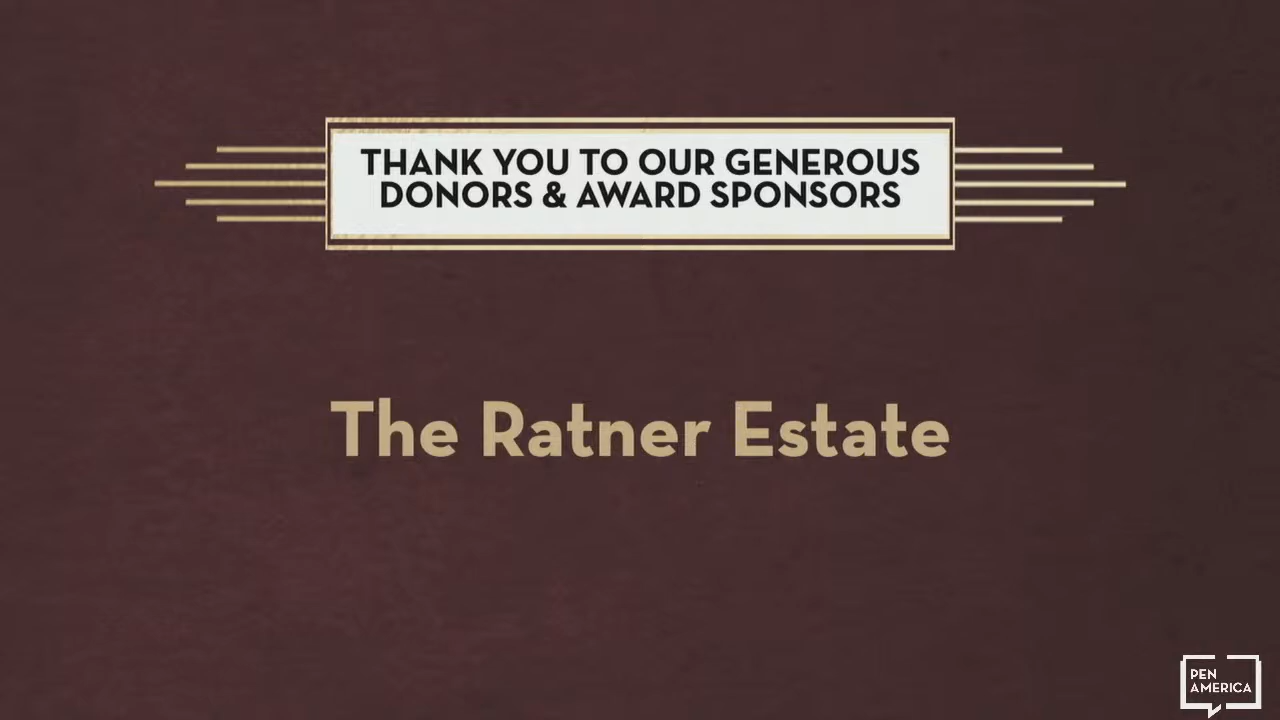 THANK YOU TO OUR GENEROUS
DONORS & AWARD SPONSORS
The Ratner Estate
PEN
AMERICA